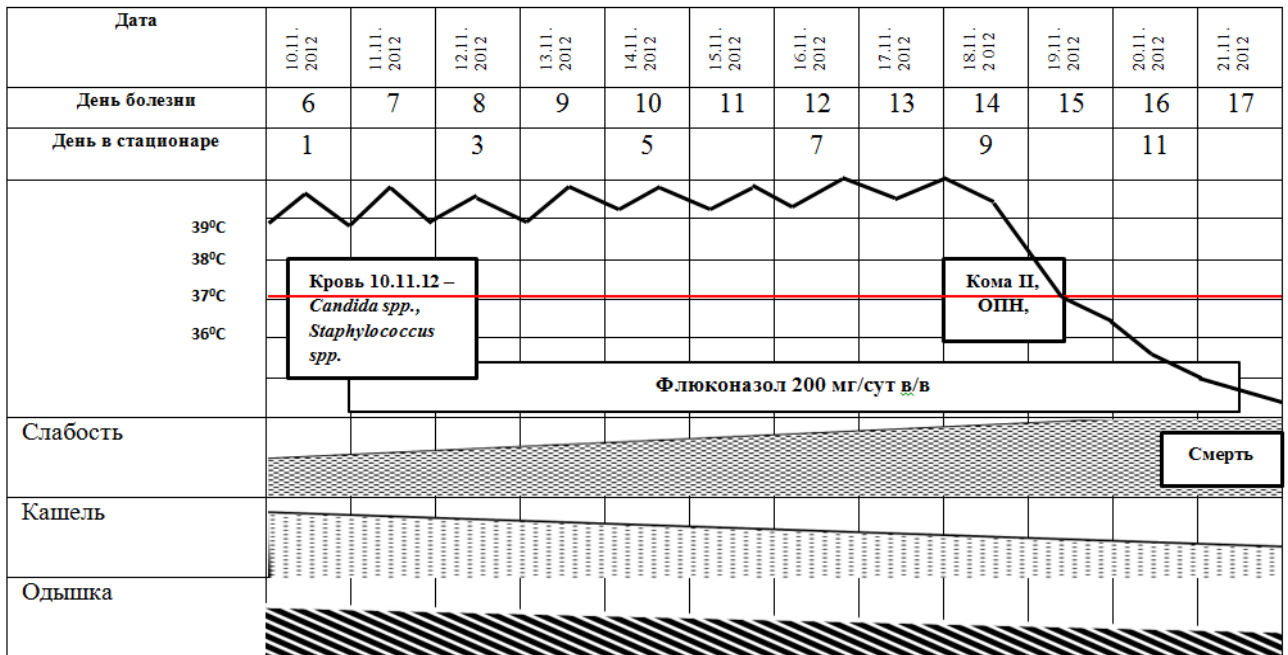 Дата
10.11. 2012
11.11. 2012
12.11. 2012
13.11. 2012
14.11. 2012
15.11. 2012
16.11. 2012
17.11. 2012
18.11. 2 012
19.11. 2012
20.11. 2012
21.11. 2012
День болезни 6 7 8 9 10 11 12 13 14 15 16 17
День в стационаре 1 3 5 7 9 11
39⁰С
38⁰С
37⁰С
36⁰С
Кровь 10.11.12 –
Candida spp.,
Staphylococcus
spp.
Кома II,
ОПН,
Флюконазол 200 мг/сут в/в
Слабость
Смерть
Кашель
Одышка